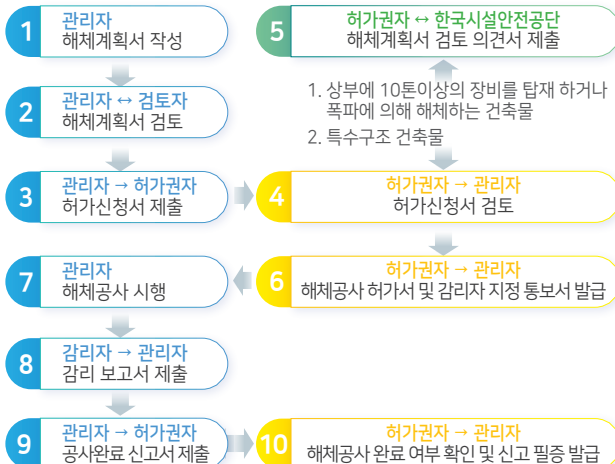 1
관리자
해체계획서 작성
2
관리자 ↔ 검토자
해체계획서 검토
3
관리자 → 허가권자
허가신청서 제출
4
허가권자 → 관리자
허가신청서 검토
5
허가권자 ↔ 한국시설안전공단
해체계획서 검토 의견서 제출
1. 상부에 10톤이상의 장비를 탑재 하거나
폭파에 의해 해체하는 건축물
2. 특수구조 건축물
6
허가권자 → 관리자
해체공사 허가서 및 감리자 지정 통보서 발급
7
관리자
해체공사 시행
8
감리자 → 관리자
감리 보고서 제출
9
관리자 → 허가권자
공사완료 신고서 제출
10
허가권자 → 관리자
해체공사 완료 여부 확인 및 신고 필증 발급